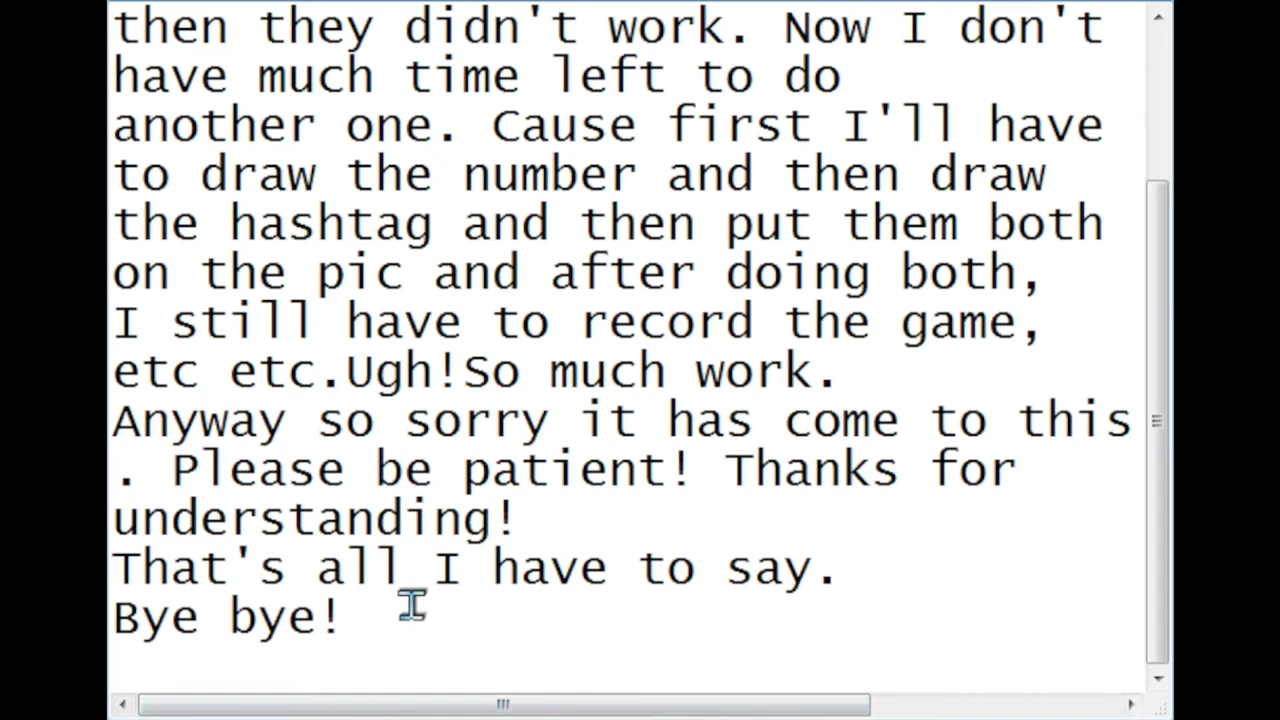 then they didn't work. Now I don't
have much time left to do
another one. Cause first I'll have
to draw the number and then draw
the hashtag and then put them both
on the pic and after doing both,
I still have to record the game,
etc etc.Ugh!So much work.
Anyway so sorry it has come to this
. Please be patient! Thanks for
understanding!
That's all I have to say.
Bye bye!